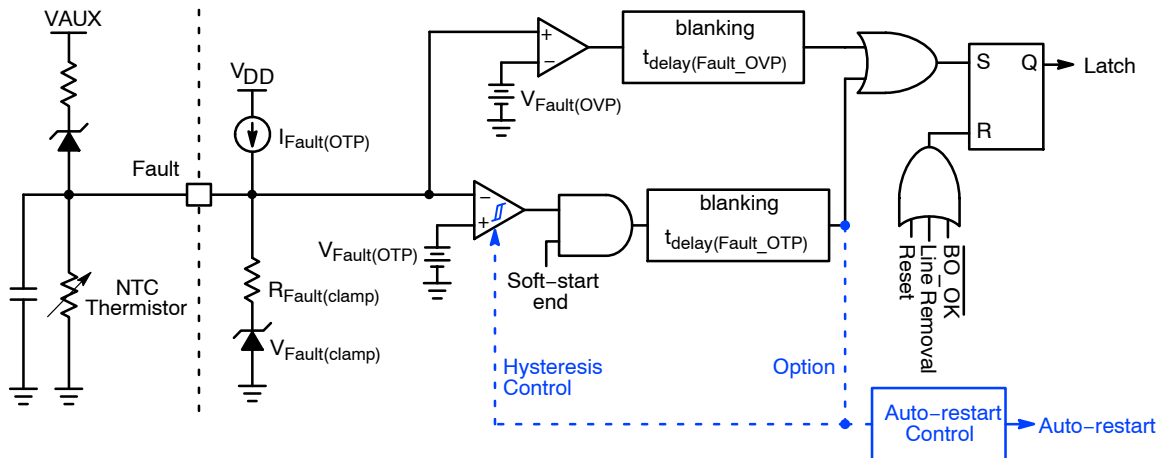 VAUX
blanking
tdelay(Fault_OVP)
S
Q
Latch
VDD
+
−
VFault(OVP)
R
IFault(OTP)
Fault
blanking
tdelay(Fault_OTP)
−
+
VFault(OTP)
Soft−start
end
NTC
Thermistor
RFault(clamp)
VFault(clamp)
Reset
Line Removal
BO_OK
Hysteresis
Control
Option
Auto−restart
Control
Auto−restart